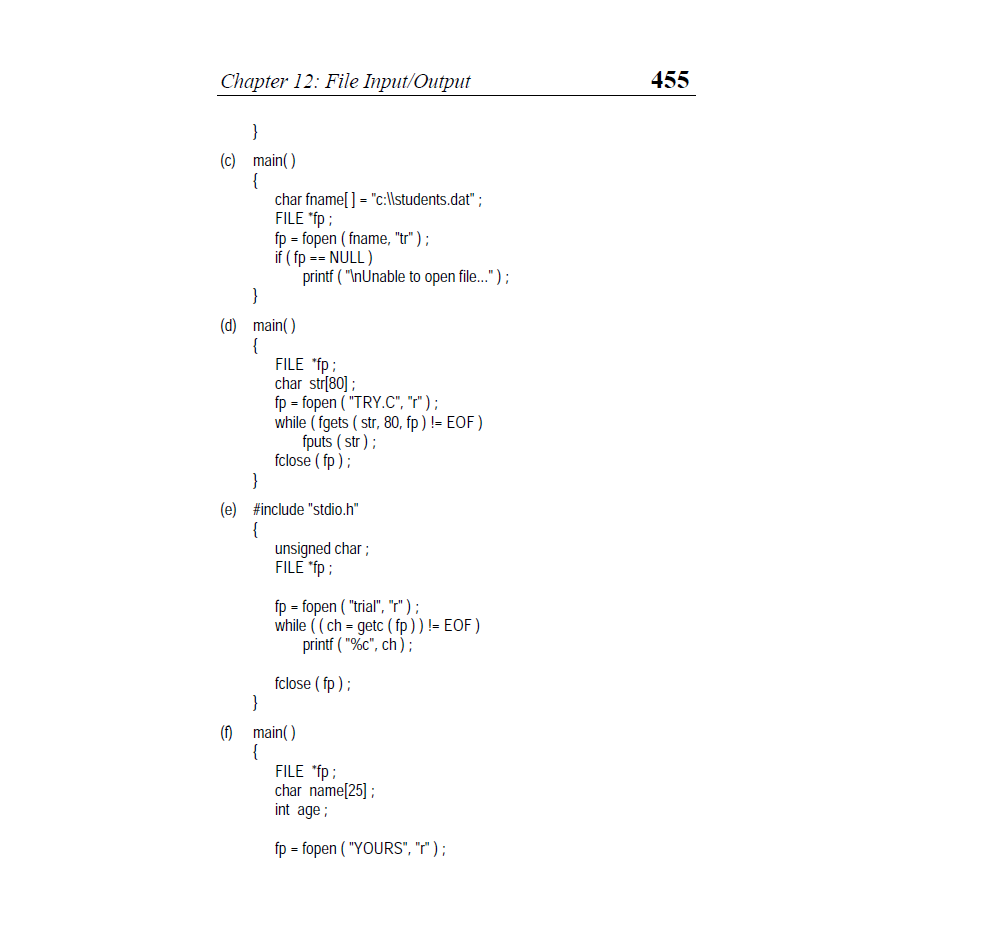 Chapter 12: File Input/Output 455
}
(c) main( )
{
char fname[ ] = "c:\\students.dat" ;
FILE *fp ;
fp = fopen ( fname, "tr" ) ;
if ( fp == NULL )
printf ( "\nUnable to open file..." ) ;
}
(d) main( )
{
FILE *fp ;
char str[80] ;
fp = fopen ( "TRY.C", "r" ) ;
while ( fgets ( str, 80, fp ) != EOF )
fputs ( str ) ;
fclose ( fp ) ;
}
(e) #include "stdio.h"
{
unsigned char ;
FILE *fp ;
fp = fopen ( "trial", "r" ) ;
while ( ( ch = getc ( fp ) ) != EOF )
printf ( "%c", ch ) ;
fclose ( fp ) ;
}
(f) main( )
{
FILE *fp ;
char name[25] ;
int age ;
fp = fopen ( "YOURS", "r" ) ;